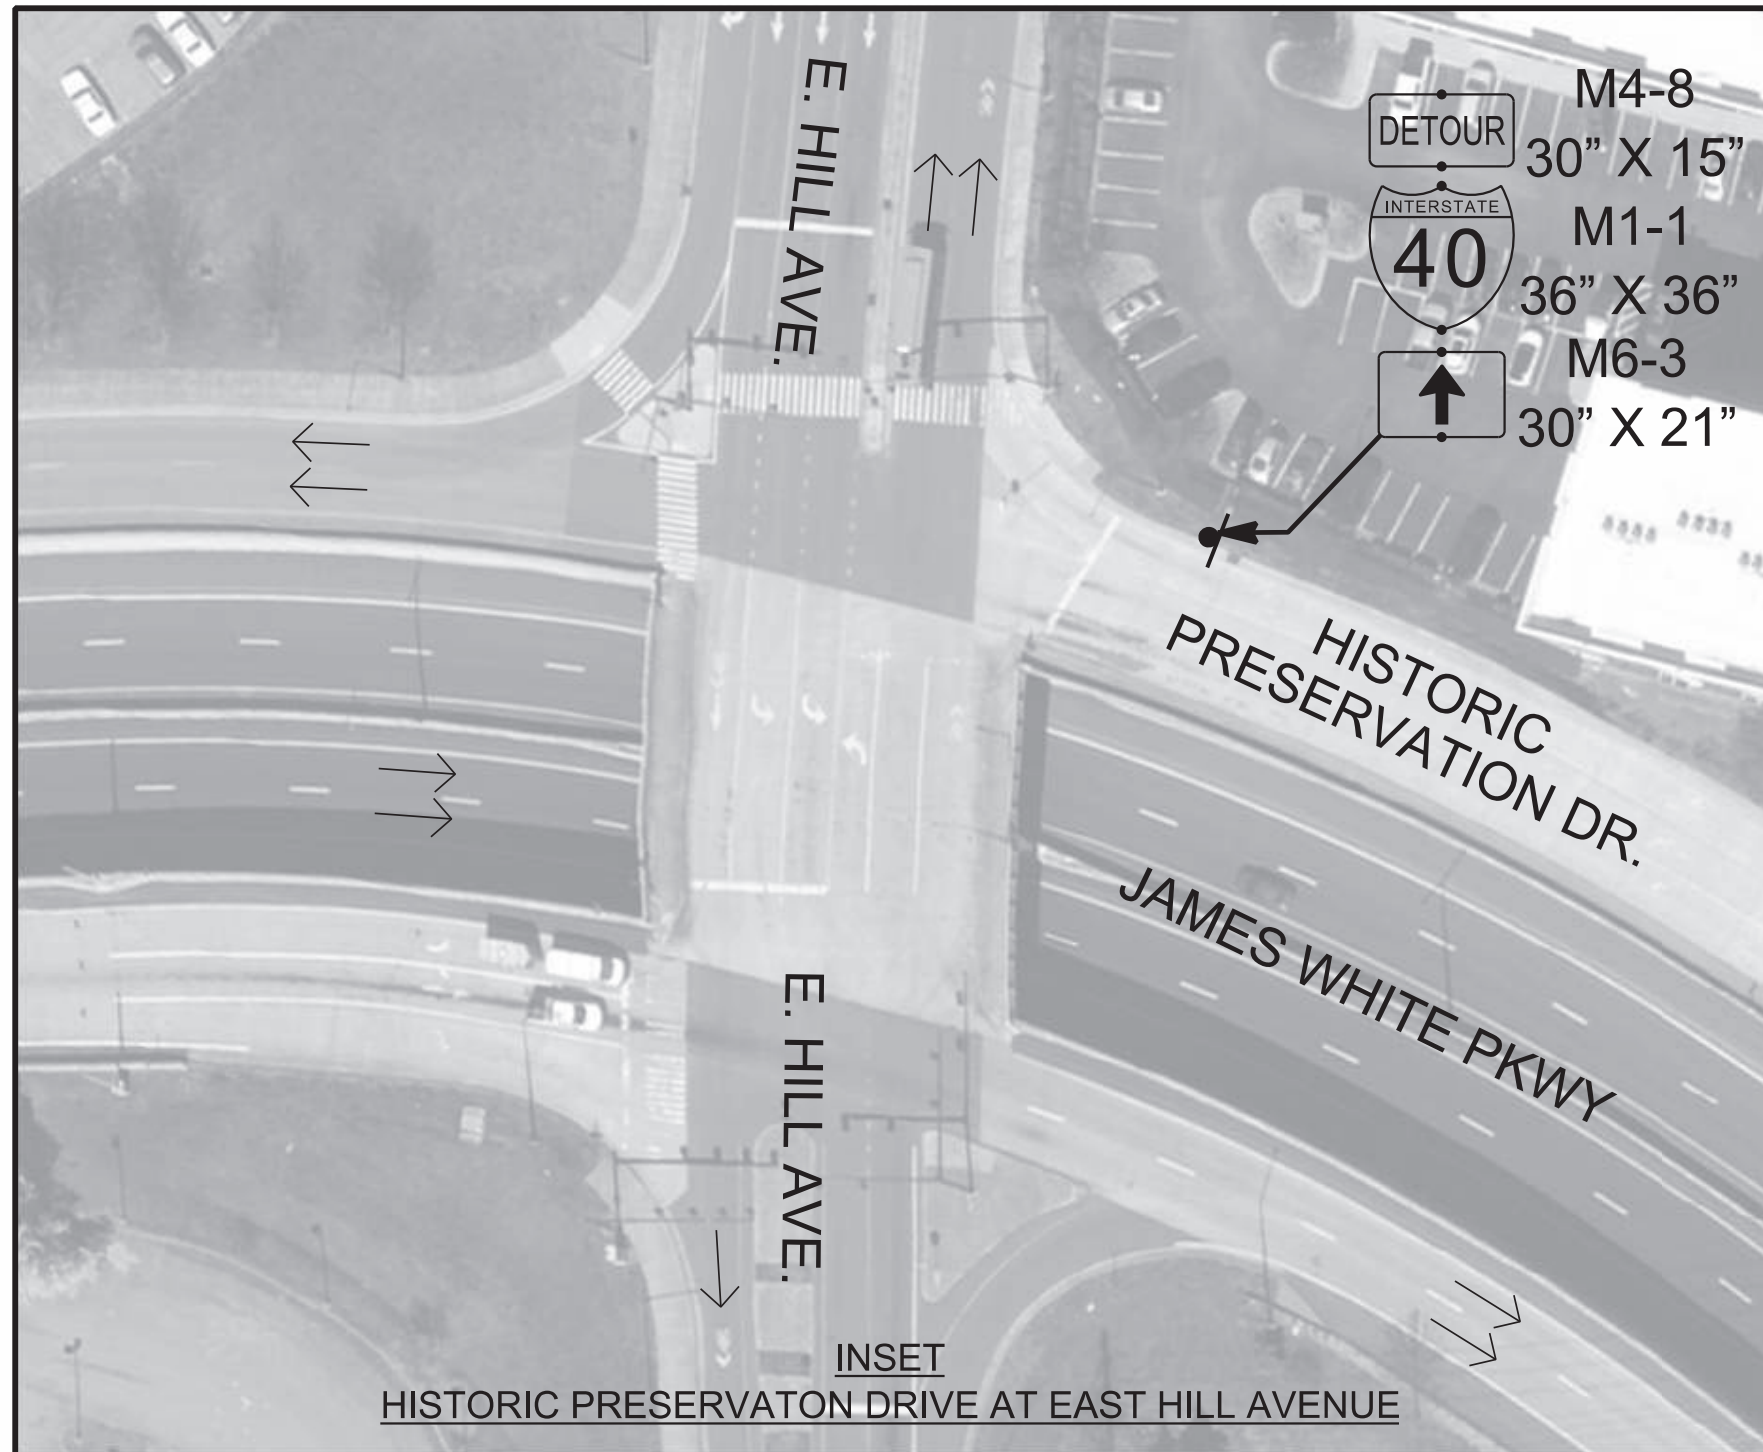 E. HILL AVE.
DETOUR
M4-8
30” X 15”
INTERSTATE
40
M1-1
36” X 36”
M6-3
30” X 21”
HISTORIC
PRESERVATION DR.
JAMES WHITE PKWY
E. HILL AVE.
INSET
HISTORIC PRESERVATON DRIVE AT EAST HILL AVENUE